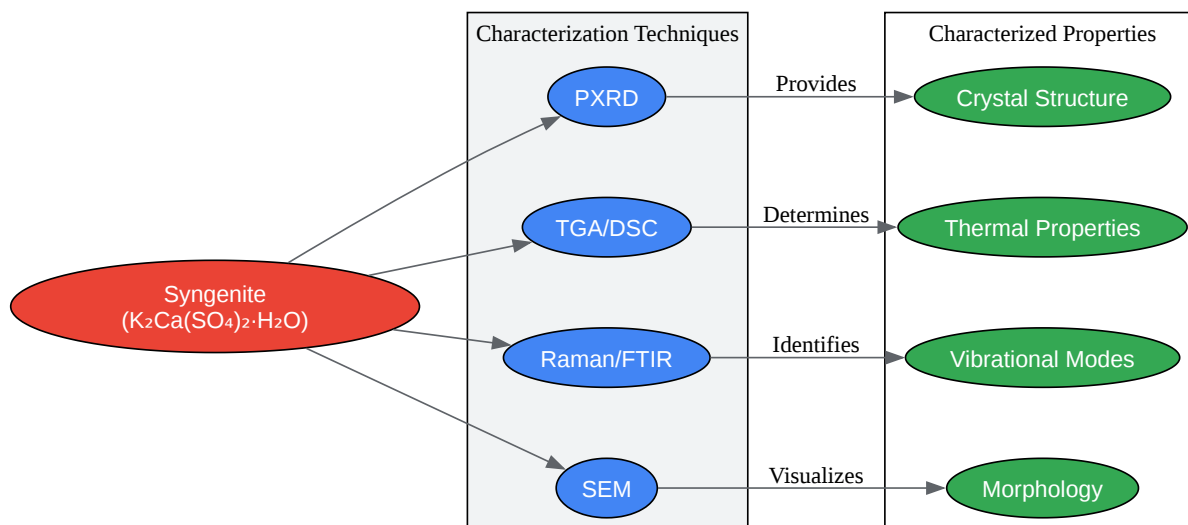 Characterization Techniques
Characterized Properties
PXRD
Provides
Crystal Structure
TGA/DSC
Determines
Thermal Properties
Syngenite
(K₂Ca(SO₄)₂·H₂O)
Raman/FTIR
Identifies
Vibrational Modes
SEM
Visualizes
Morphology